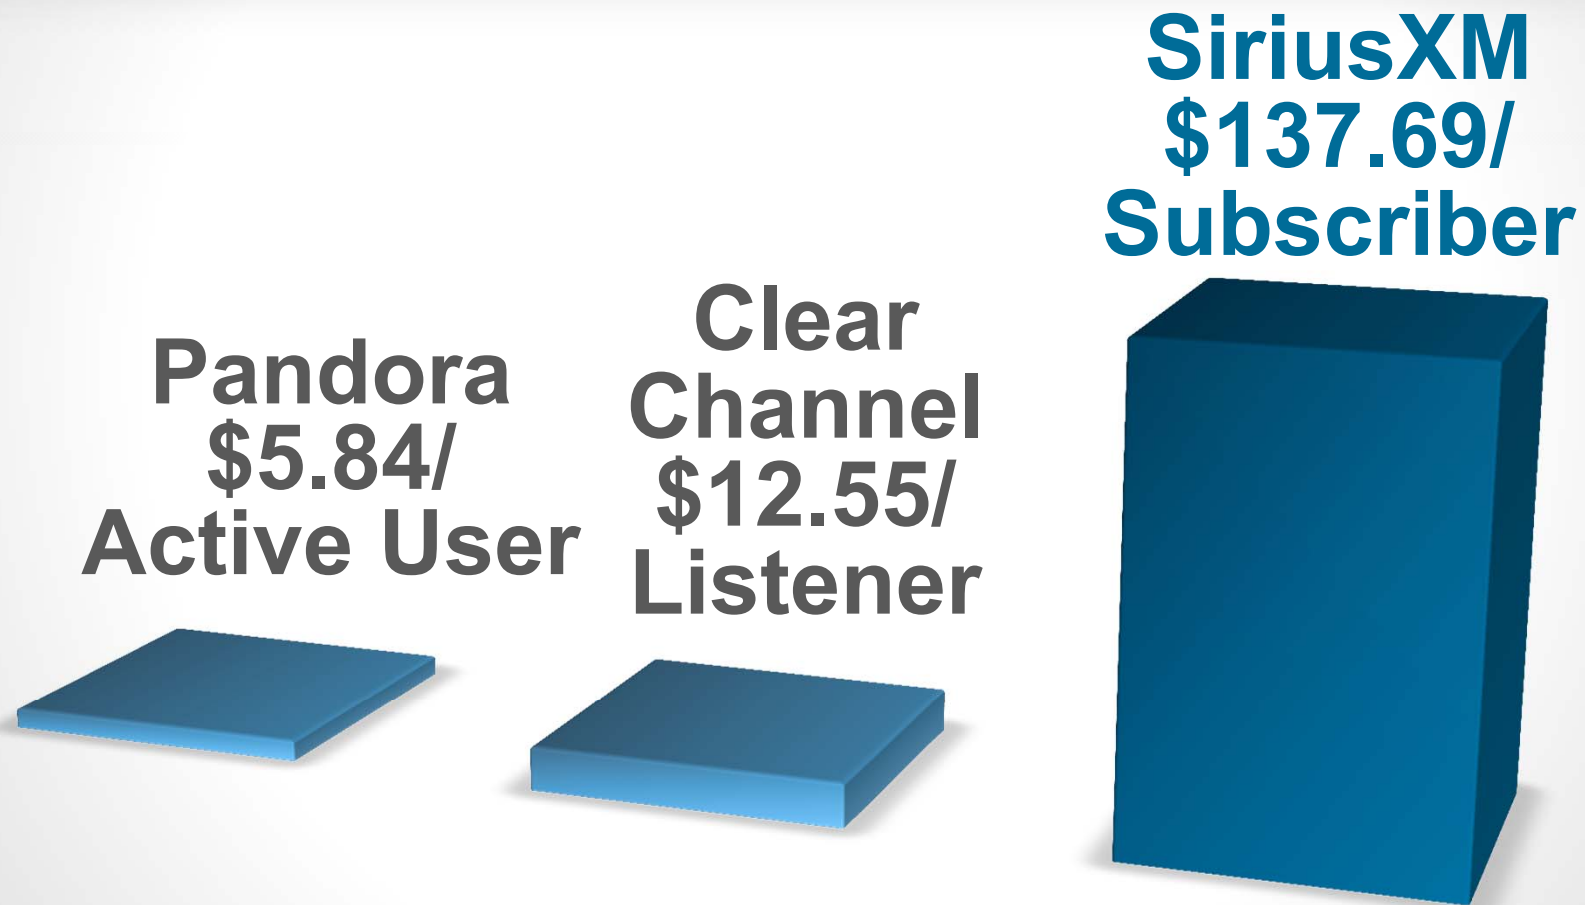 Pandora
$5.84/
Active User
Clear
Channel
$12.55/
Listener
SiriusXM
$137.69/
Subscriber